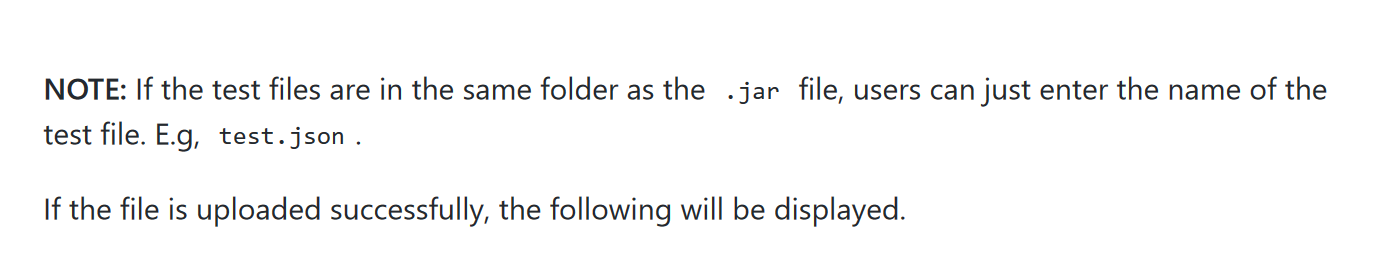 NOTE: If the test files are in the same folder as the .jar file, users can just enter the name of the
test file. E.g, test.json .
If the file is uploaded successfully, the following will be displayed.